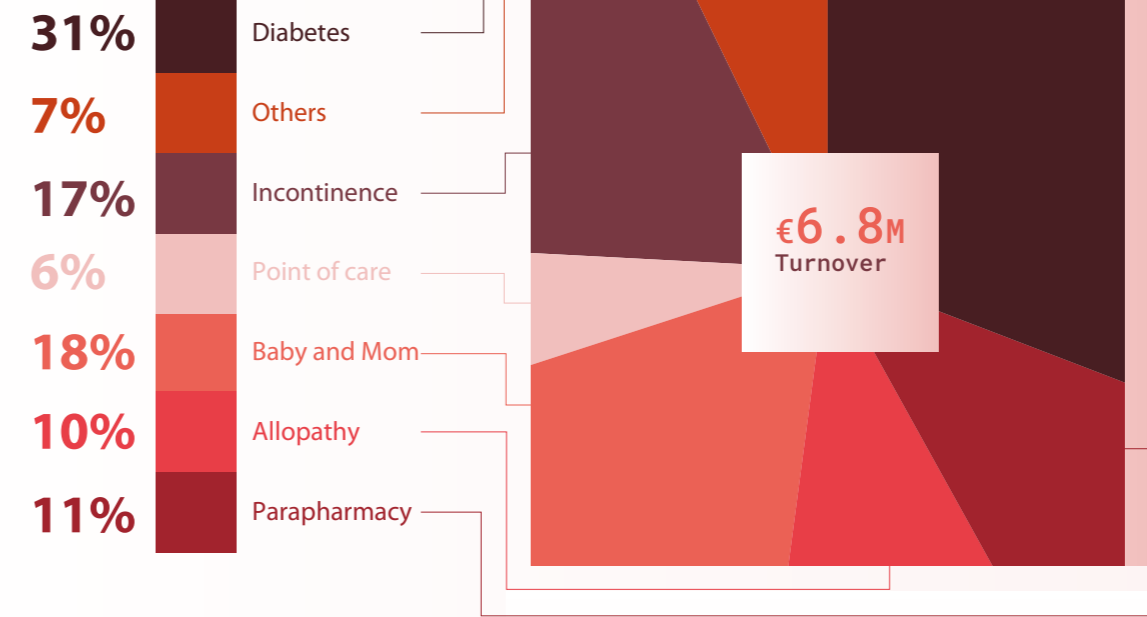 31% Diabetes
7% Others
17% Incontinence
6% Point of care
18% Baby and Mom
10% Allopathy
11% Parapharmacy
€6.8M
Turnover